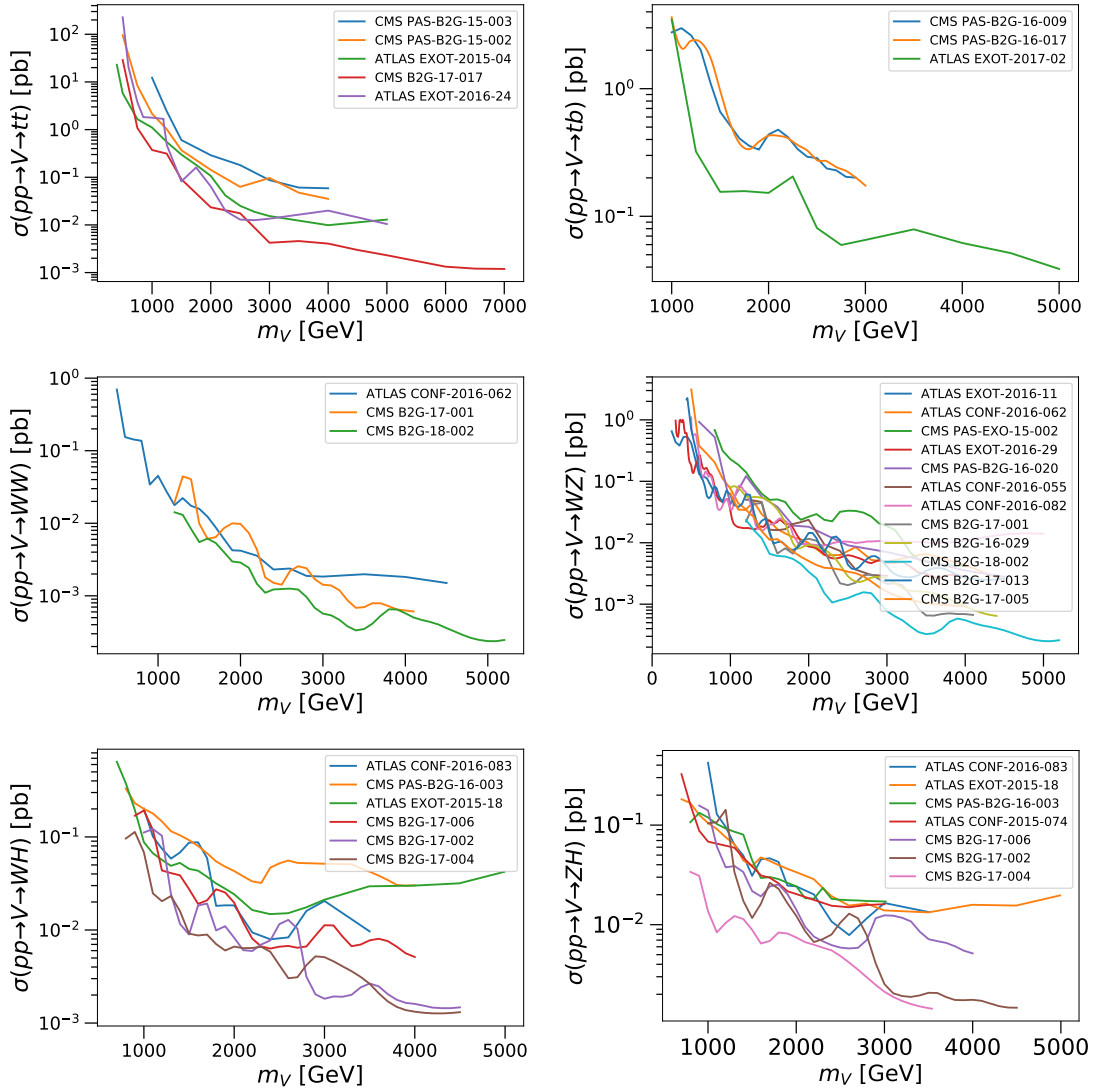 σ(pp→V→tt) [pb]
10²
10¹
10⁰
10⁻¹
10⁻²
10⁻³
CMS PAS-B2G-15-003
CMS PAS-B2G-15-002
ATLAS EXOT-2015-04
CMS B2G-17-017
ATLAS EXOT-2016-24
1000 2000 3000 4000 5000 6000 7000
m_V [GeV]
σ(pp→V→tb) [pb]
10⁰
10⁻¹
CMS PAS-B2G-16-009
CMS PAS-B2G-16-017
ATLAS EXOT-2017-02
1000 2000 3000 4000 5000
m_V [GeV]
σ(pp→V→WW) [pb]
10⁰
10⁻¹
10⁻²
10⁻³
ATLAS CONF-2016-062
CMS B2G-17-001
CMS B2G-18-002
1000 2000 3000 4000 5000
m_V [GeV]
σ(pp→V→WZ) [pb]
10⁰
10⁻¹
10⁻²
10⁻³
ATLAS EXOT-2016-11
ATLAS CONF-2016-062
CMS PAS-EXO-15-002
ATLAS EXOT-2016-29
CMS PAS-B2G-16-020
ATLAS CONF-2016-055
ATLAS CONF-2016-082
CMS B2G-17-001
CMS B2G-16-029
CMS B2G-18-002
CMS B2G-17-013
CMS B2G-17-005
0 1000 2000 3000 4000 5000
m_V [GeV]
σ(pp→V→WH) [pb]
10⁻¹
10⁻²
10⁻³
ATLAS CONF-2016-083
CMS PAS-B2G-16-003
ATLAS EXOT-2015-18
CMS B2G-17-006
CMS B2G-17-002
CMS B2G-17-004
1000 2000 3000 4000 5000
m_V [GeV]
σ(pp→V→ZH) [pb]
10⁻¹
10⁻²
ATLAS CONF-2016-083
ATLAS EXOT-2015-18
CMS PAS-B2G-16-003
ATLAS CONF-2015-074
CMS B2G-17-006
CMS B2G-17-002
CMS B2G-17-004
1000 2000 3000 4000 5000
m_V [GeV]